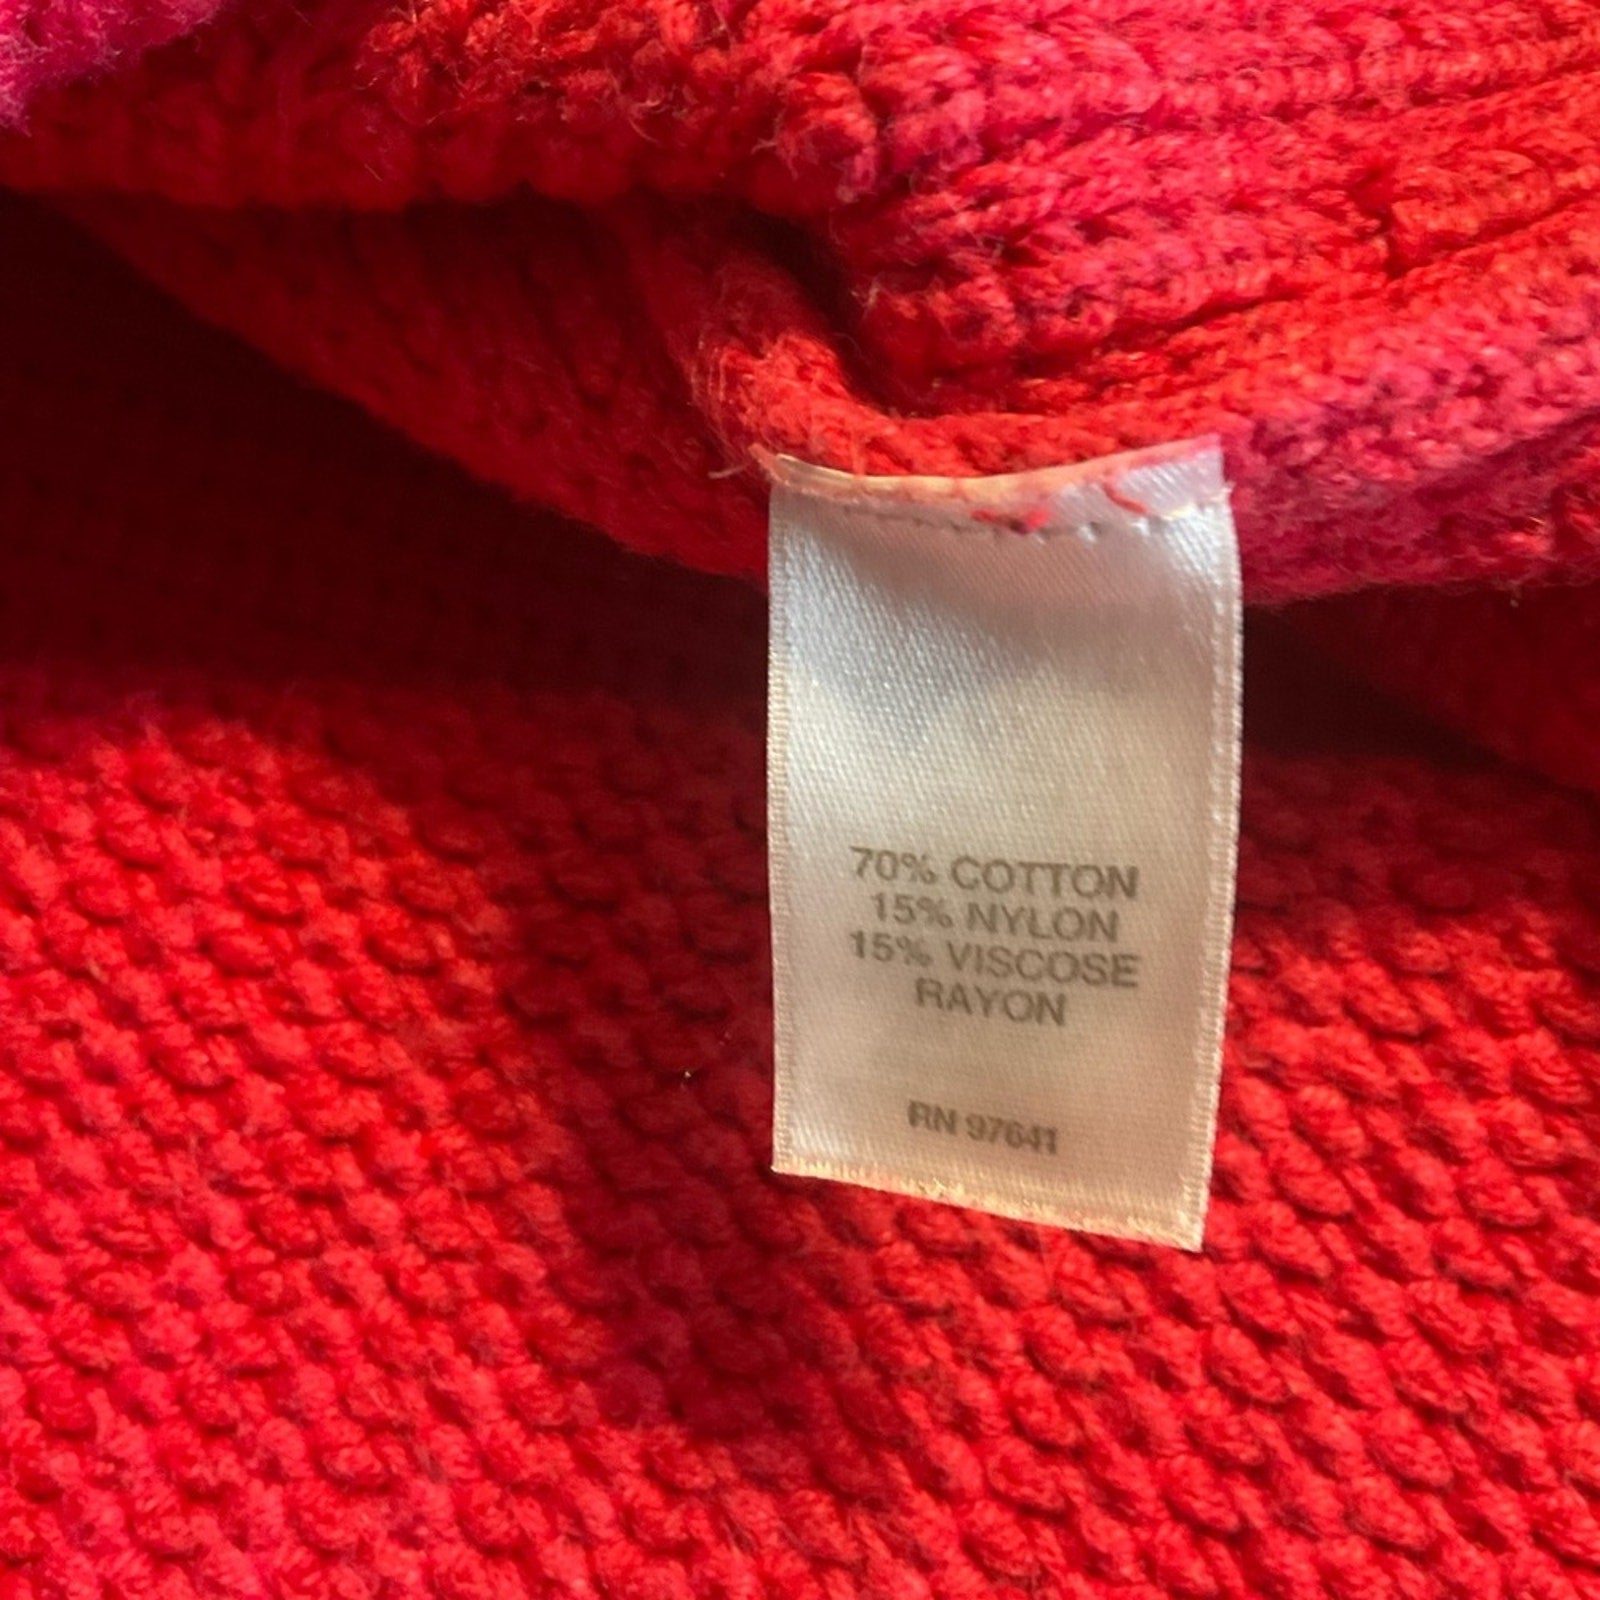 70% COTTON
15% NYLON
15% VISCOSE
RAYON
RN 97641